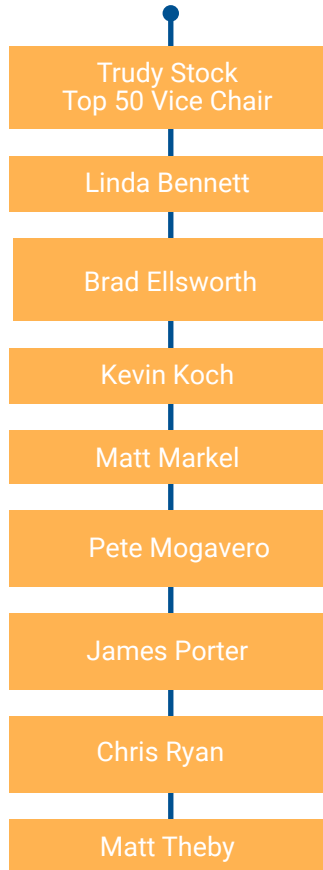 Trudy Stock
Top 50 Vice Chair
Linda Bennett
Brad Ellsworth
Kevin Koch
Matt Markel
Pete Mogavero
James Porter
Chris Ryan
Matt Theby